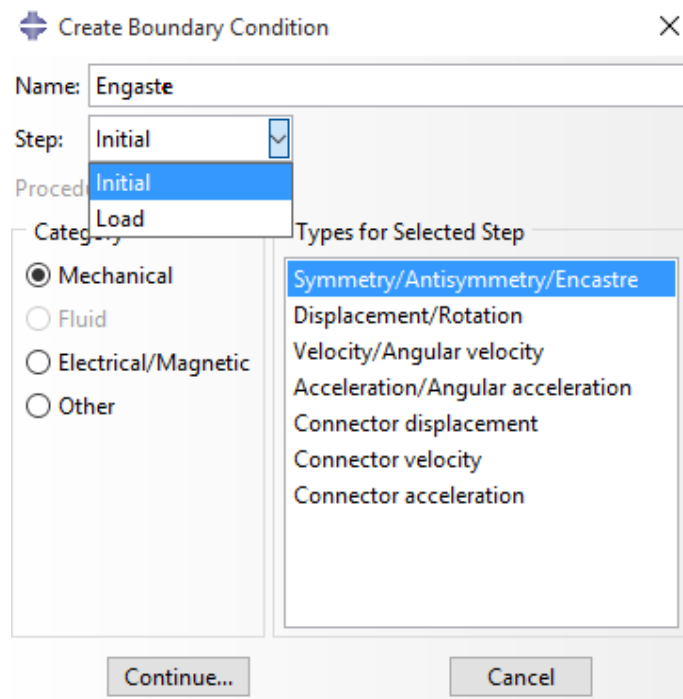 Create Boundary Condition
Name: Engaste
Step: Initial
Initial
Proced
Load
Category
Types for Selected Step
Mechanical
Symmetry/Antisymmetry/Encastre
Fluid
Displacement/Rotation
Electrical/Magnetic
Velocity/Angular velocity
Other
Acceleration/Angular acceleration
Connector displacement
Connector velocity
Connector acceleration
Continue...
Cancel